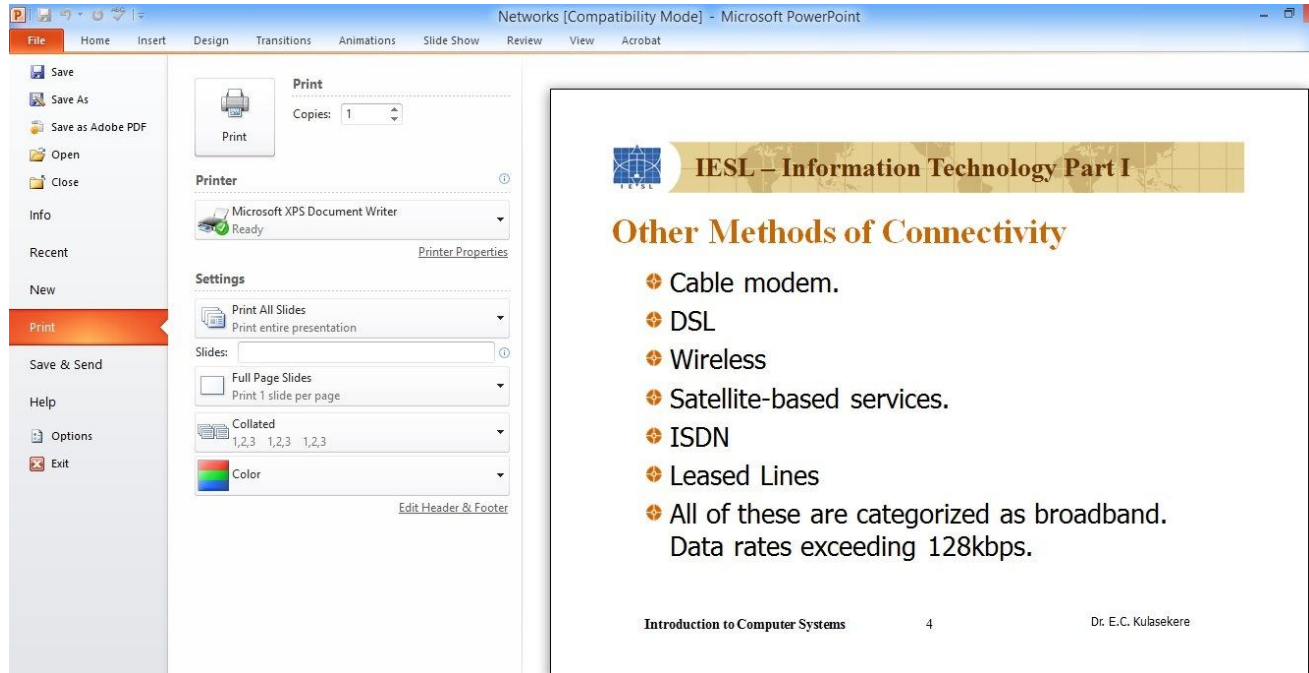 Networks [Compatibility Mode] - Microsoft PowerPoint
File Home Insert Design Transitions Animations Slide Show Review View Acrobat
Save
Save As
Save as Adobe PDF
Open
Close
Info
Recent
New
Print
Save & Send
Help
Options
Exit
Print
Copies: 1
Print
Printer
Microsoft XPS Document Writer
Ready
Printer Properties
Settings
Print All Slides
Print entire presentation
Slides:
Full Page Slides
Print 1 slide per page
Collated
1,2,3 1,2,3 1,2,3
Color
Edit Header & Footer
IESL
IESL – Information Technology Part I
Other Methods of Connectivity
Cable modem.
DSL
Wireless
Satellite-based services.
ISDN
Leased Lines
All of these are categorized as broadband.
Data rates exceeding 128kbps.
Introduction to Computer Systems 4 Dr. E.C. Kulasekere